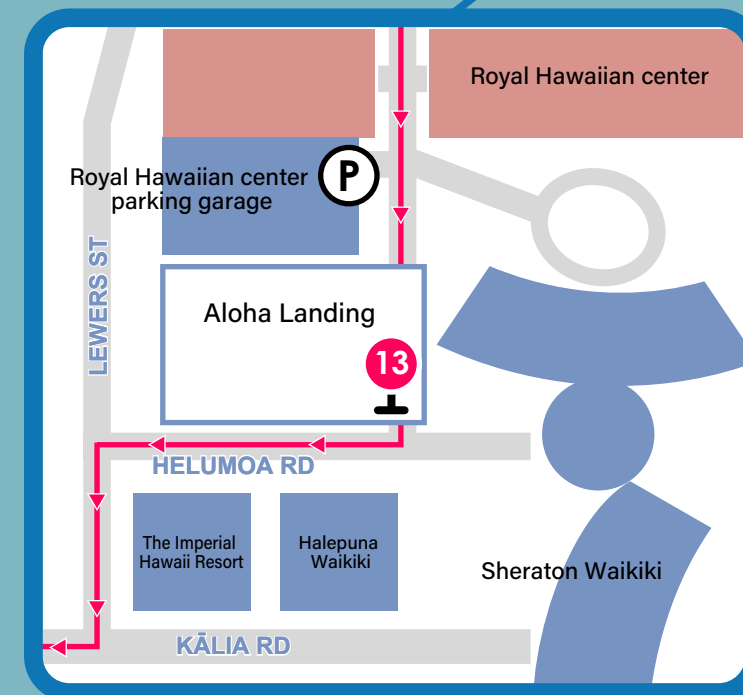 Royal Hawaiian center
Royal Hawaiian center
parking garage
P
LEWERS ST
Aloha Landing
13
HELUMOA RD
The Imperial
Hawaii Resort
Halepuna
Waikiki
Sheraton Waikiki
KĀLIA RD